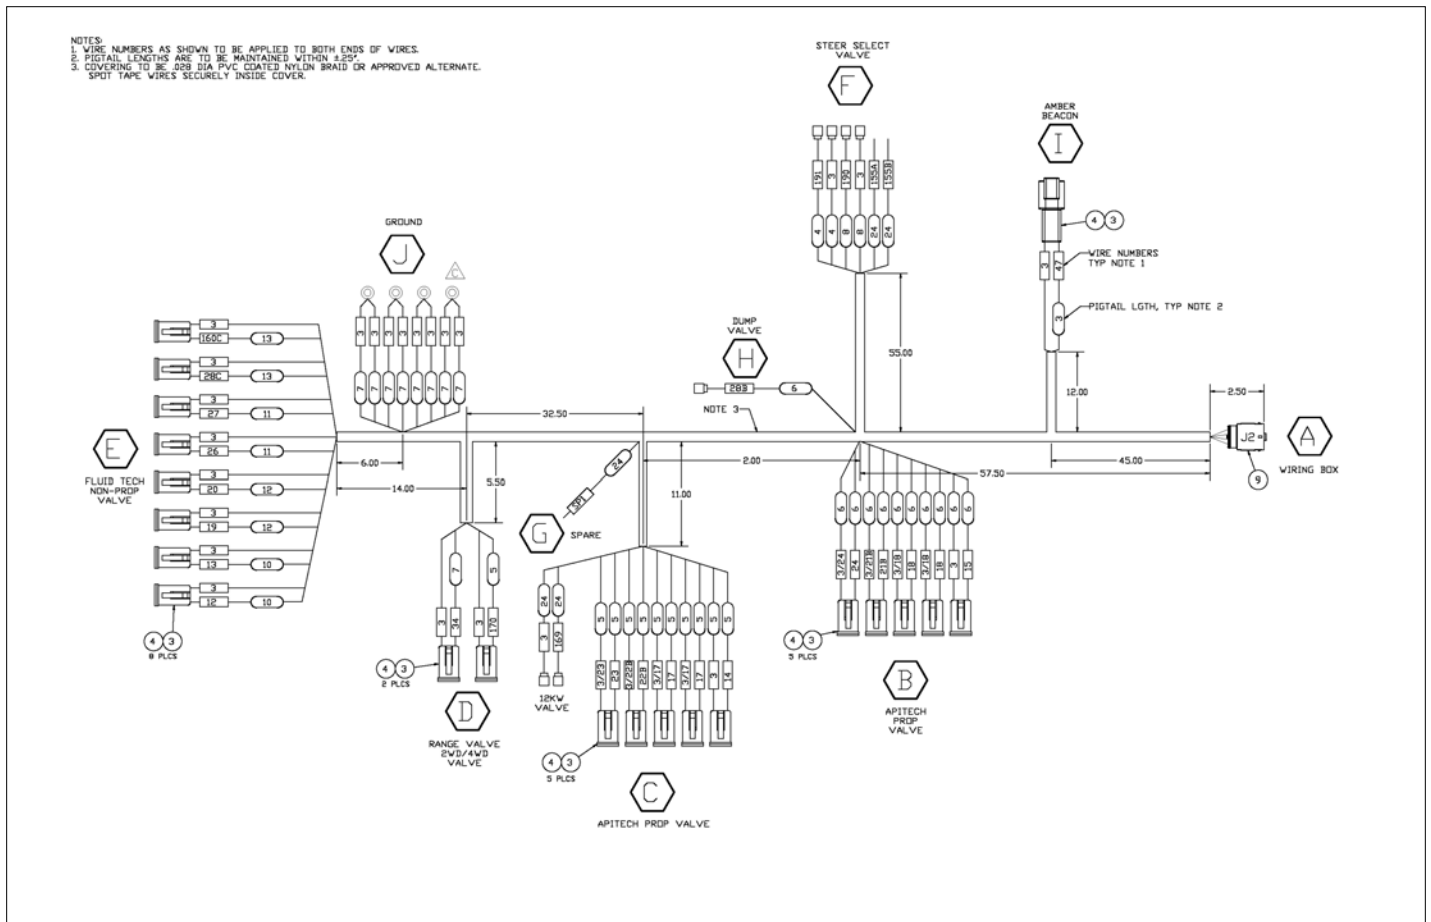 NOTES:
1. WIRE NUMBERS AS SHOWN TO BE APPLIED TO BOTH ENDS OF WIRES.
2. PIGTAIL LENGTHS ARE TO BE MAINTAINED WITHIN ±.25".
3. COVERING TO BE .028 DIA PVC COATED NYLON BRAID OR APPROVED ALTERNATE.
SPOT TAPE WIRES SECURELY INSIDE COVER.
STEER SELECT
VALVE
F
191 3 190 3 155A 155B
4 4 8 8 24 24
55.00
AMBER
BEACON
I
4 3
3 47
WIRE NUMBERS
TYP NOTE 1
3
PIGTAIL LGTH, TYP NOTE 2
12.00
GROUND
J
C
3 3 3 3 3 3 3 3
7 7 7 7 7 7 7 7
DUMP
VALVE
H
28B 6
NOTE 3
2.50
J2
A
WIRING BOX
9
E
FLUID TECH
NON-PROP
VALVE
3
160C 13
3
28C 13
3
27 11
3
26 11
3
20 12
3
19 12
3
13 10
3
12 10
4 3
8 PLCS
32.50
6.00
14.00
5.50
2.00
11.00
45.00
57.50
7 5
3 34 3 170
4 3
2 PLCS
D
RANGE VALVE
2WD/4WD
VALVE
24
SP1
G
SPARE
24 24
3 169
12KW
VALVE
5 5 5 5 5 5 5 5 5 5
3/23 23 3/22B 22B 3/17 17 3/17 17 3 14
4 3
5 PLCS
C
APITECH PROP VALVE
6 6 6 6 6 6 6 6 6 6
3/24 24 3/21B 21B 3/18 18 3/18 18 3 15
4 3
5 PLCS
B
APITECH
PROP
VALVE